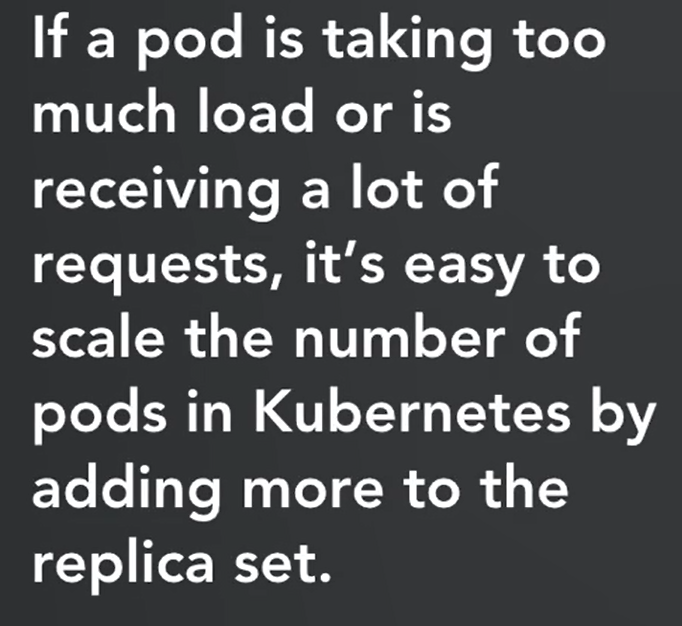 If a pod is taking too
much load or is
receiving a lot of
requests, it’s easy to
scale the number of
pods in Kubernetes by
adding more to the
replica set.